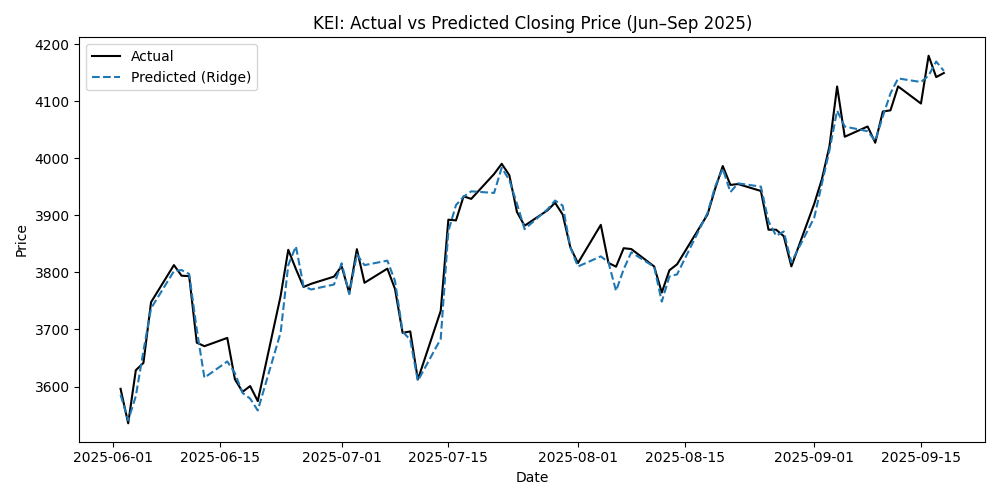 KEI: Actual vs Predicted Closing Price (Jun–Sep 2025)
Actual
Predicted (Ridge)
Price
4200
4100
4000
3900
3800
3700
3600
2025-06-01 2025-06-15 2025-07-01 2025-07-15 2025-08-01 2025-08-15 2025-09-01 2025-09-15
Date